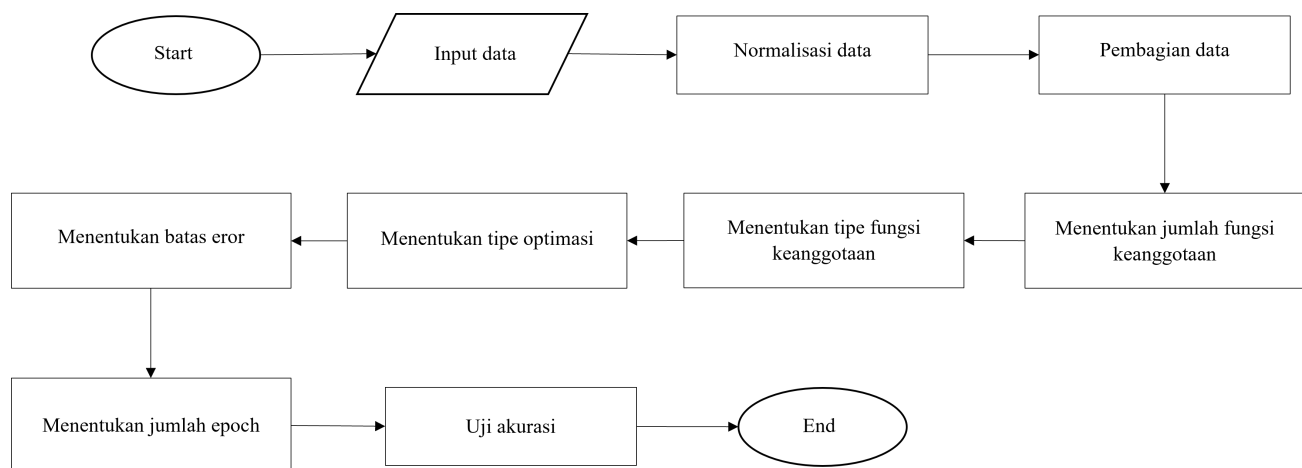 Start
Input data
Normalisasi data
Pembagian data
Menentukan jumlah fungsi
keanggotaan
Menentukan tipe fungsi
keanggotaan
Menentukan tipe optimasi
Menentukan batas eror
Menentukan jumlah epoch
Uji akurasi
End